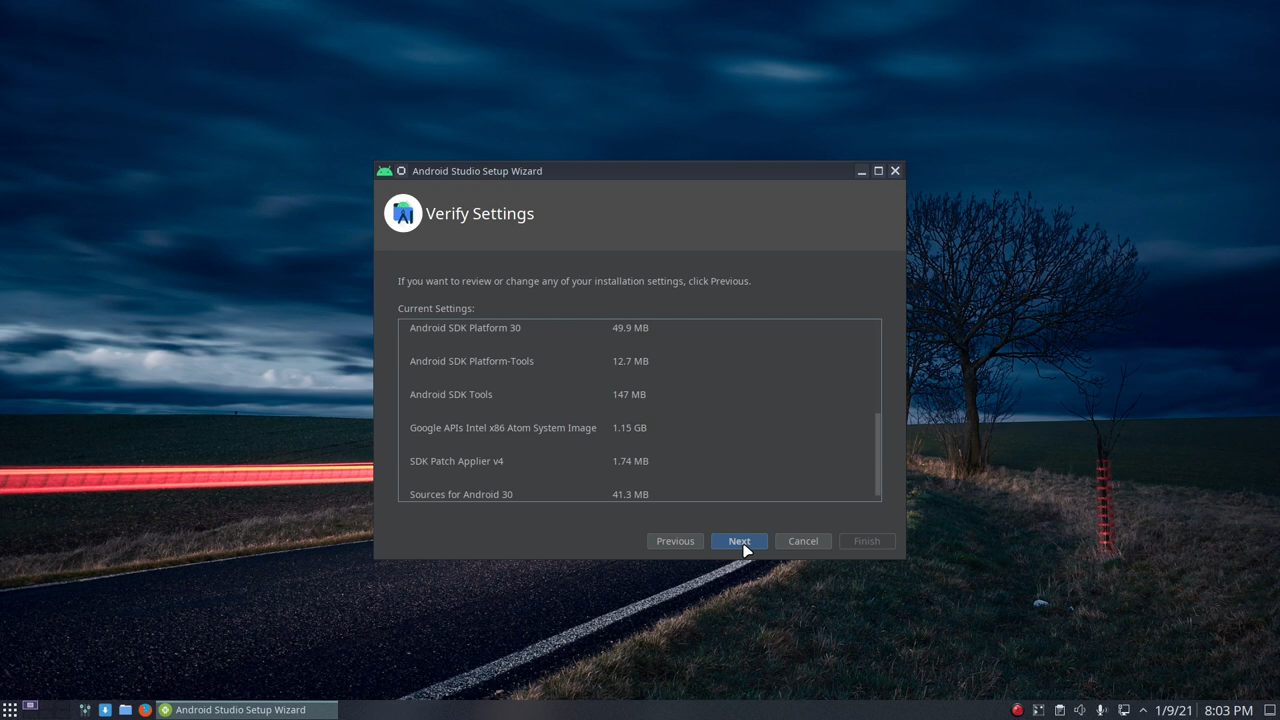 Android Studio Setup Wizard
Verify Settings
If you want to review or change any of your installation settings, click Previous.
Current Settings:
Android SDK Platform 30 49.9 MB
Android SDK Platform-Tools 12.7 MB
Android SDK Tools 147 MB
Google APIs Intel x86 Atom System Image 1.15 GB
SDK Patch Applier v4 1.74 MB
Sources for Android 30 41.3 MB
Previous Next Cancel Finish
Android Studio Setup Wizard 1/9/21 8:03 PM